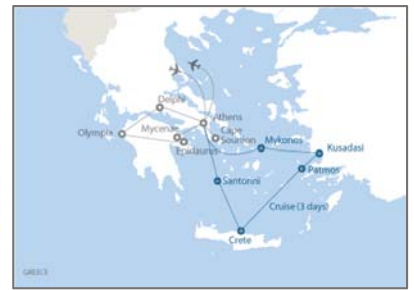 Delphi
Athens
Olympia
Mycenae
Cape
Sounion
Epidaurus
Mykonos
Kusadasi
Patmos
Santorini
Cruise (3 days)
Crete
GREECE